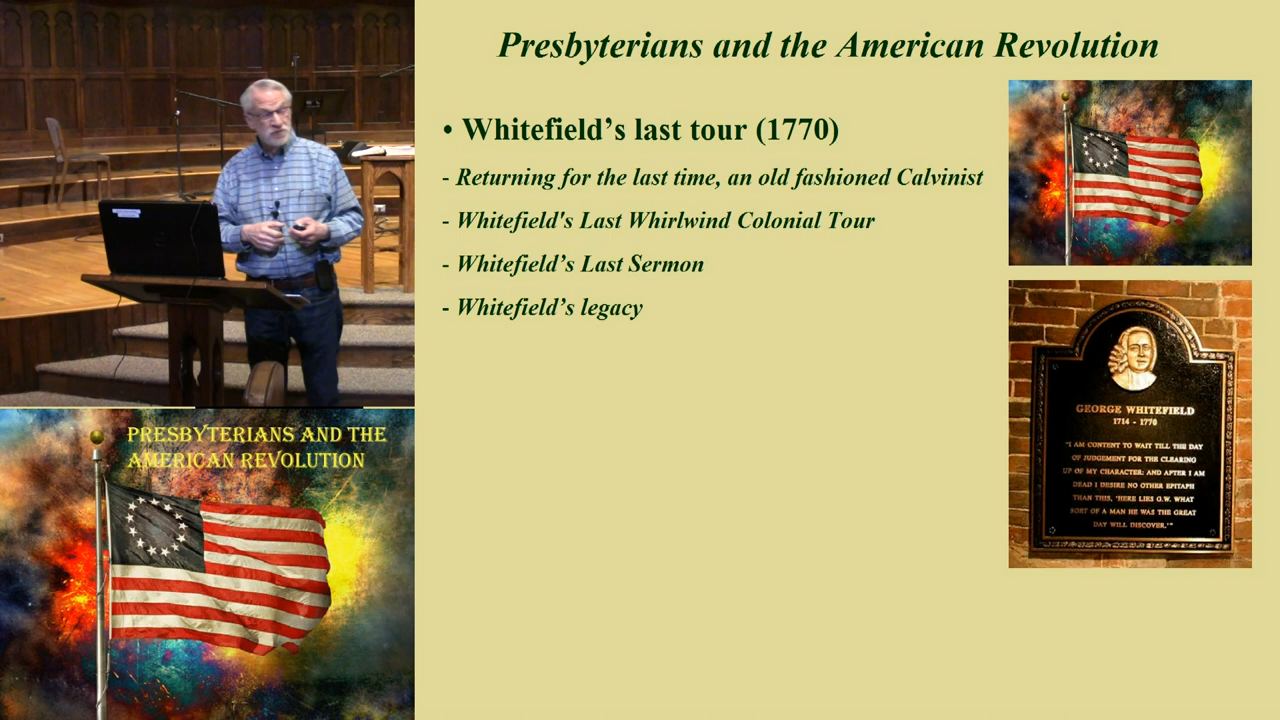 Presbyterians and the American Revolution
• Whitefield’s last tour (1770)
- Returning for the last time, an old fashioned Calvinist
- Whitefield's Last Whirlwind Colonial Tour
- Whitefield’s Last Sermon
- Whitefield’s legacy
GEORGE WHITEFIELD
1714 - 1770
"I AM CONTENT TO WAIT TILL THE DAY
OF JUDGEMENT FOR THE CLEARING
UP OF MY CHARACTER: AND AFTER I AM
DEAD I DESIRE NO OTHER EPITAPH
THAN THIS, 'HERE LIES G.W. WHAT
SORT OF A MAN HE WAS THE GREAT
DAY WILL DISCOVER.'"
PRESBYTERIANS AND THE
AMERICAN REVOLUTION